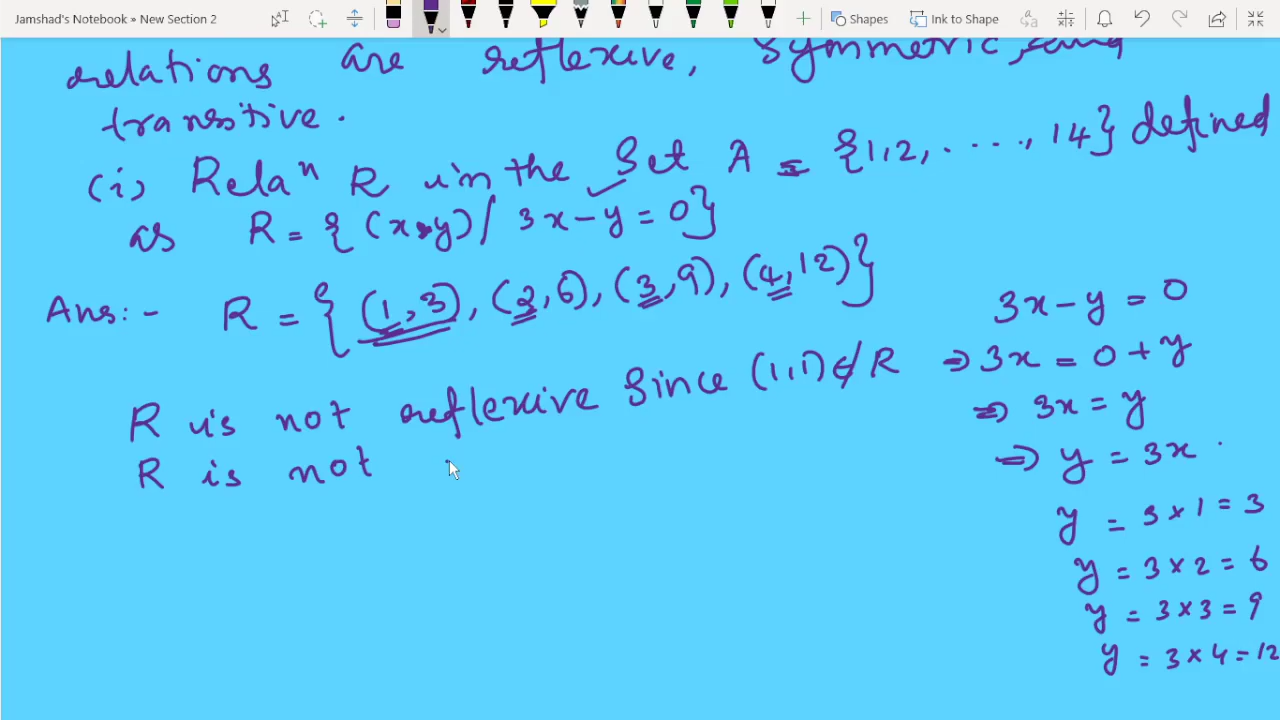 Jamshad's Notebook » New Section 2
Shapes
Ink to Shape
relations are reflexive, symmetric, and
transitive.
(i) Relaⁿ R in the Set A = {1,2, ....., 14} defined
as R = {(x,y) / 3x-y = 0}
Ans:- R = {(1,3), (2,6), (3,9), (4,12)}
R is not reflexive Since (1,1) ∉ R
R is not
3x-y = 0
⇒ 3x = 0 + y
⇒ 3x = y
⇒ y = 3x
y = 3×1 = 3
y = 3×2 = 6
y = 3×3 = 9
y = 3×4 = 12